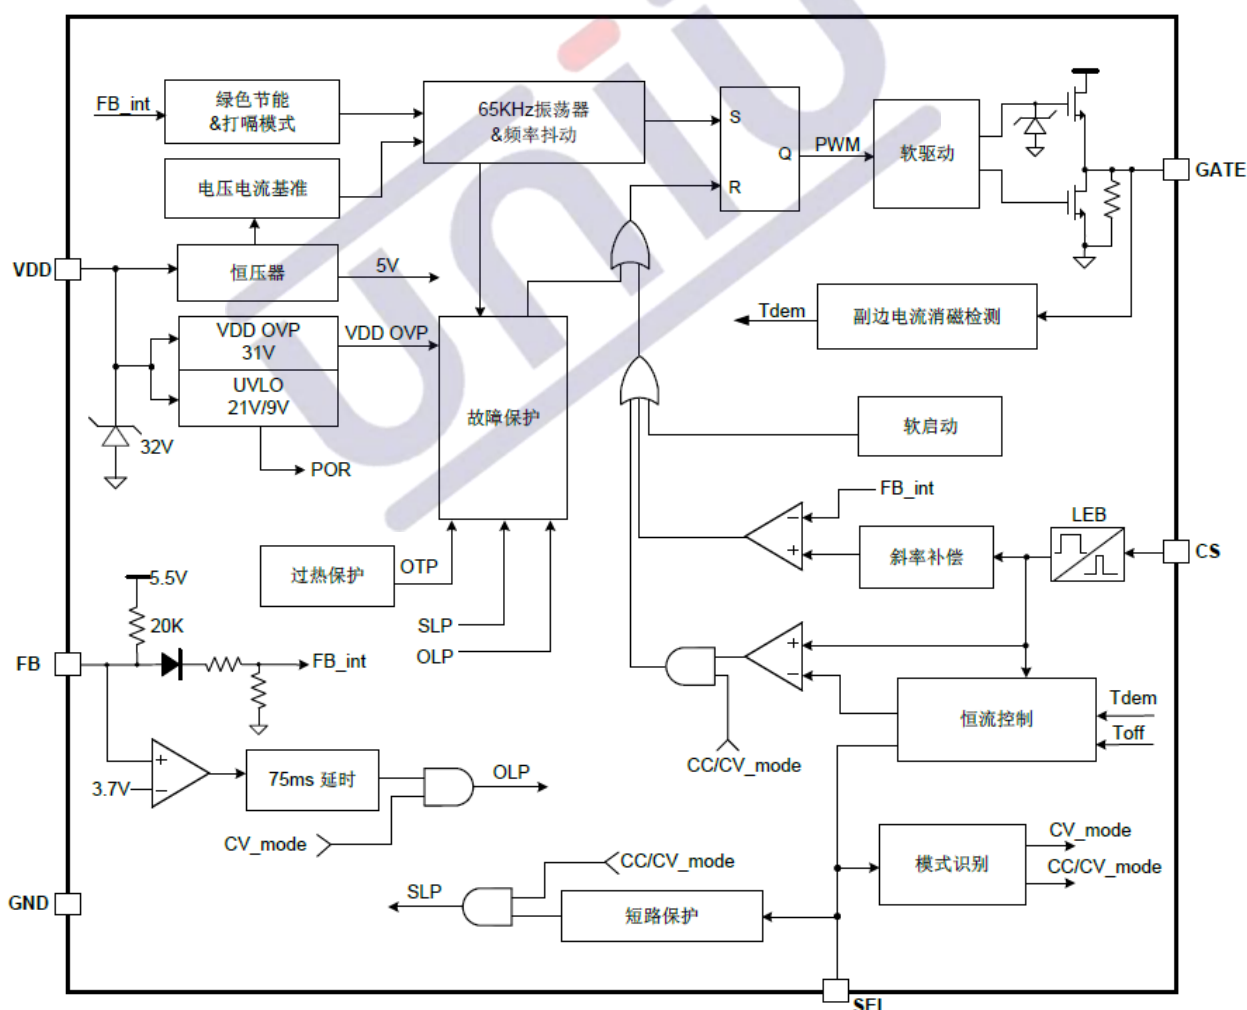 FB_int
绿色节能
&打嗝模式
65KHz振荡器
&频率抖动
S
R
Q
PWM
软驱动
GATE
电压电流基准
VDD
恒压器
5V
VDD OVP
31V
VDD OVP
UVLO
21V/9V
32V
POR
故障保护
Tdem
副边电流消磁检测
软启动
FB_int
斜率补偿
LEB
CS
过热保护
OTP
SLP
OLP
5.5V
20K
FB
FB_int
恒流控制
Tdem
Toff
CC/CV_mode
3.7V
75ms 延时
OLP
CV_mode
模式识别
CV_mode
CC/CV_mode
GND
SLP
CC/CV_mode
短路保护
SEL
uniu